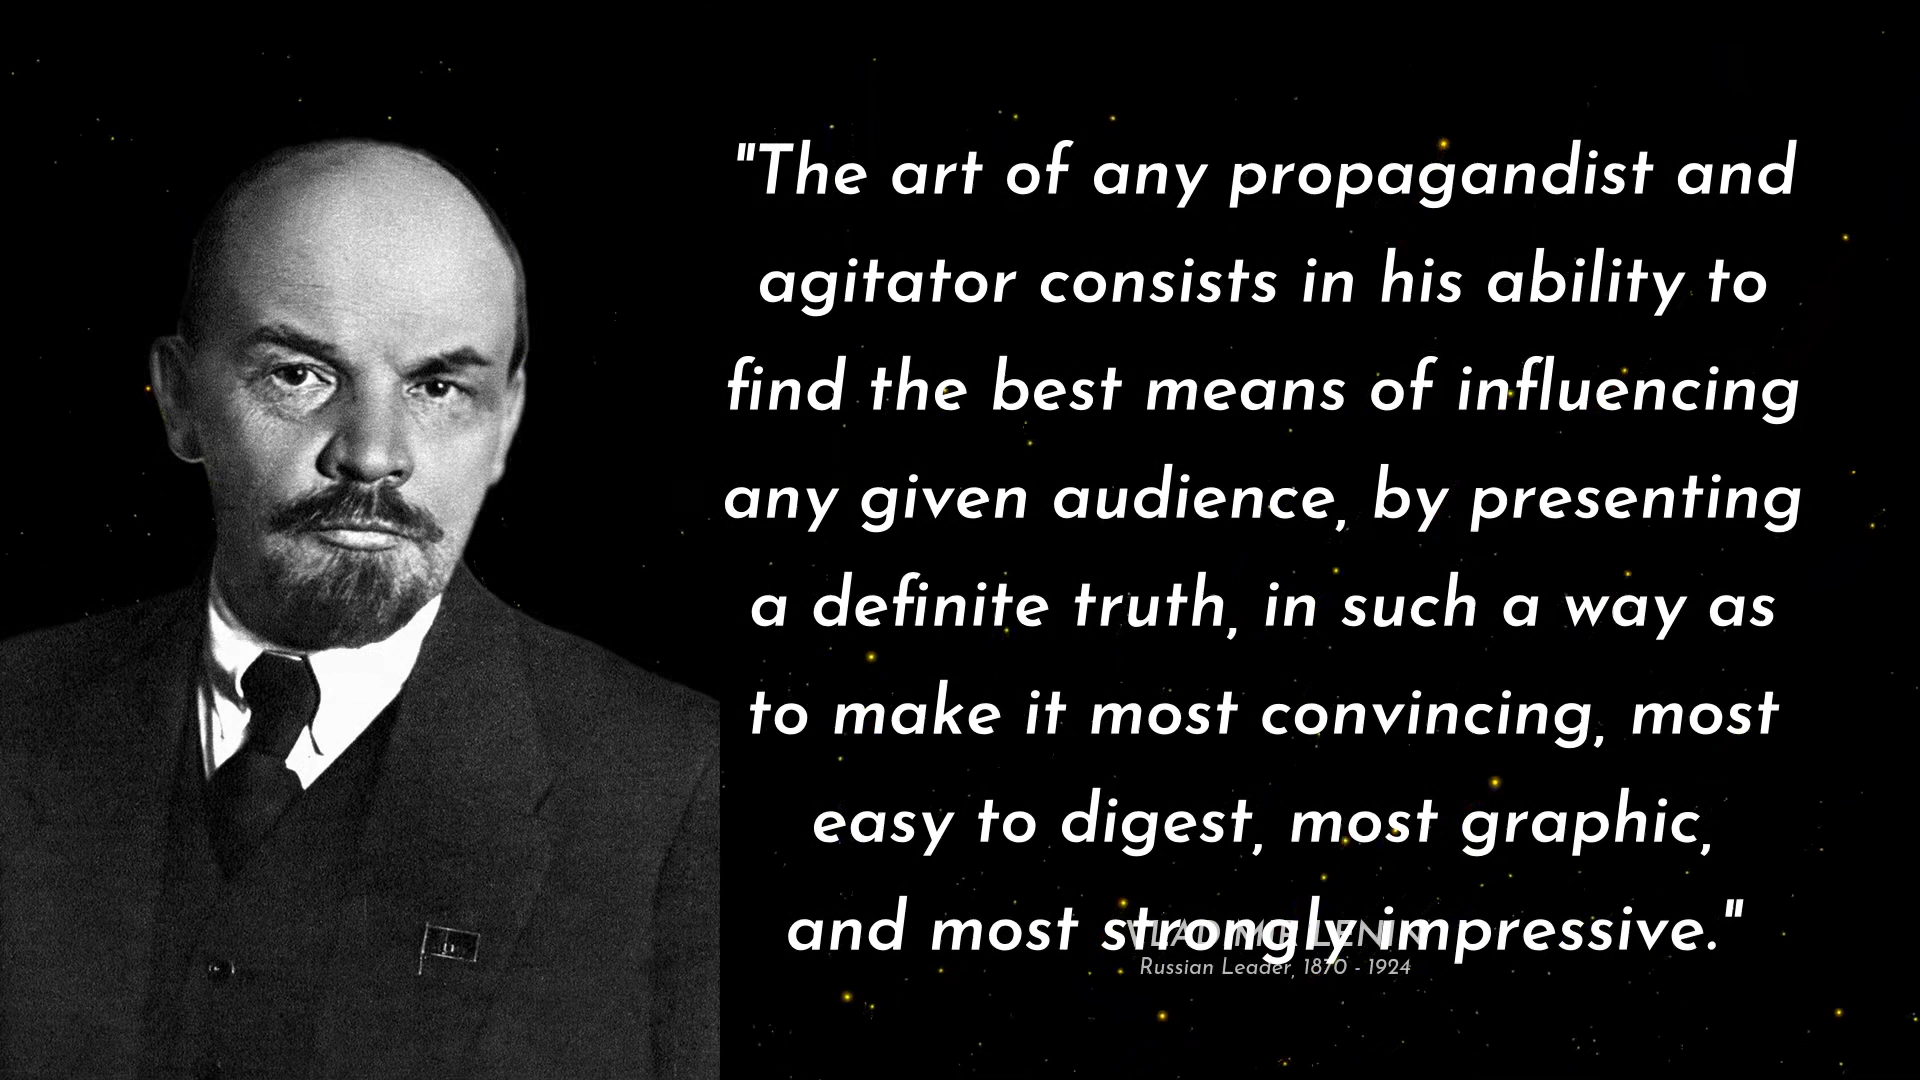 "The art of any propagandist and
agitator consists in his ability to
find the best means of influencing
any given audience, by presenting
a definite truth, in such a way as
to make it most convincing, most
easy to digest, most graphic,
and most strongly impressive."
VLADIMIR LENIN
Russian Leader, 1870 - 1924